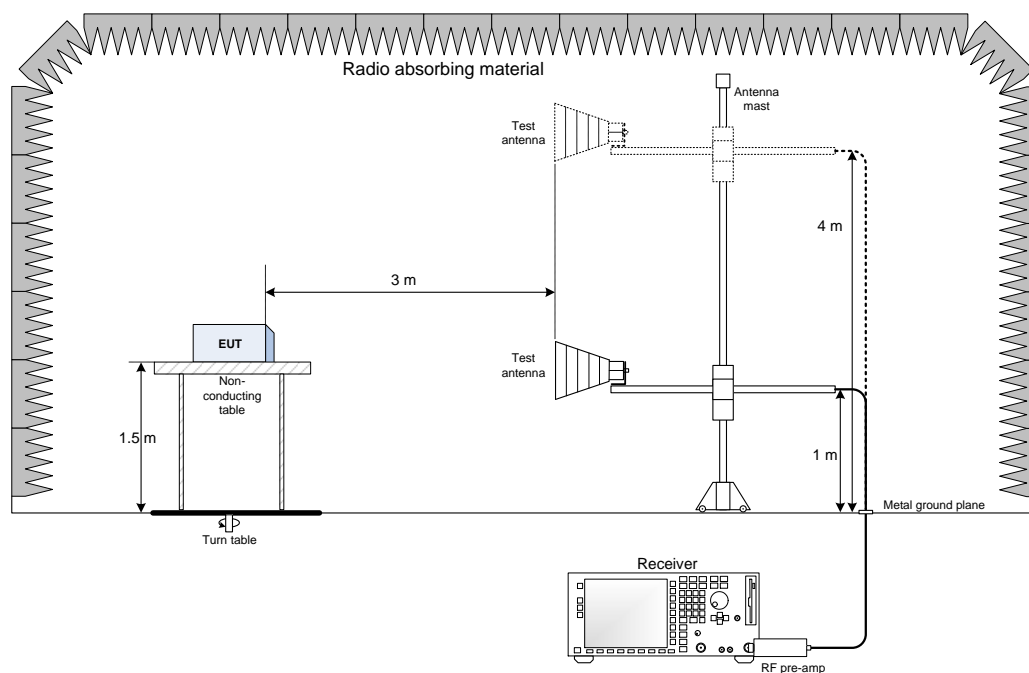 Radio absorbing material
Antenna
mast
Test
antenna
4 m
3 m
EUT
Test
antenna
Non-
conducting
table
1.5 m
1 m
Metal ground plane
Turn table
Receiver
RF pre-amp